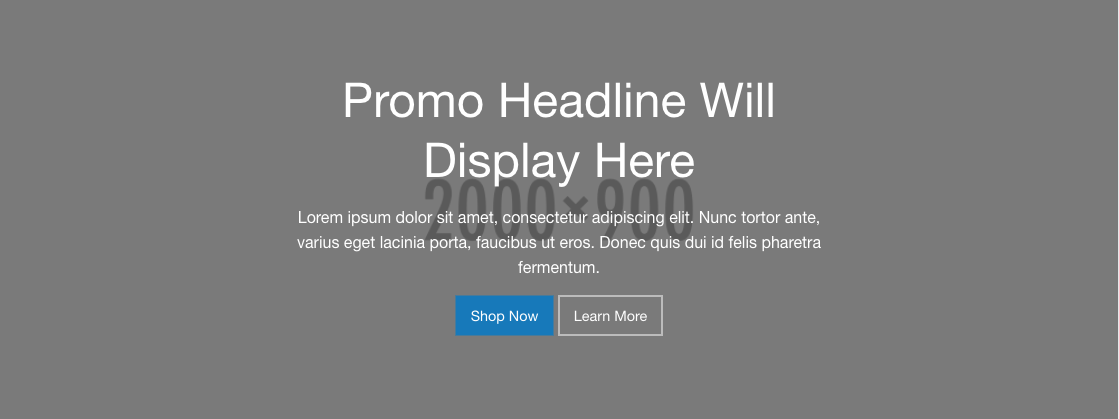 Promo Headline Will
Display Here
2000×900
Lorem ipsum dolor sit amet, consectetur adipiscing elit. Nunc tortor ante,
varius eget lacinia porta, faucibus ut eros. Donec quis dui id felis pharetra
fermentum.
Shop Now
Learn More